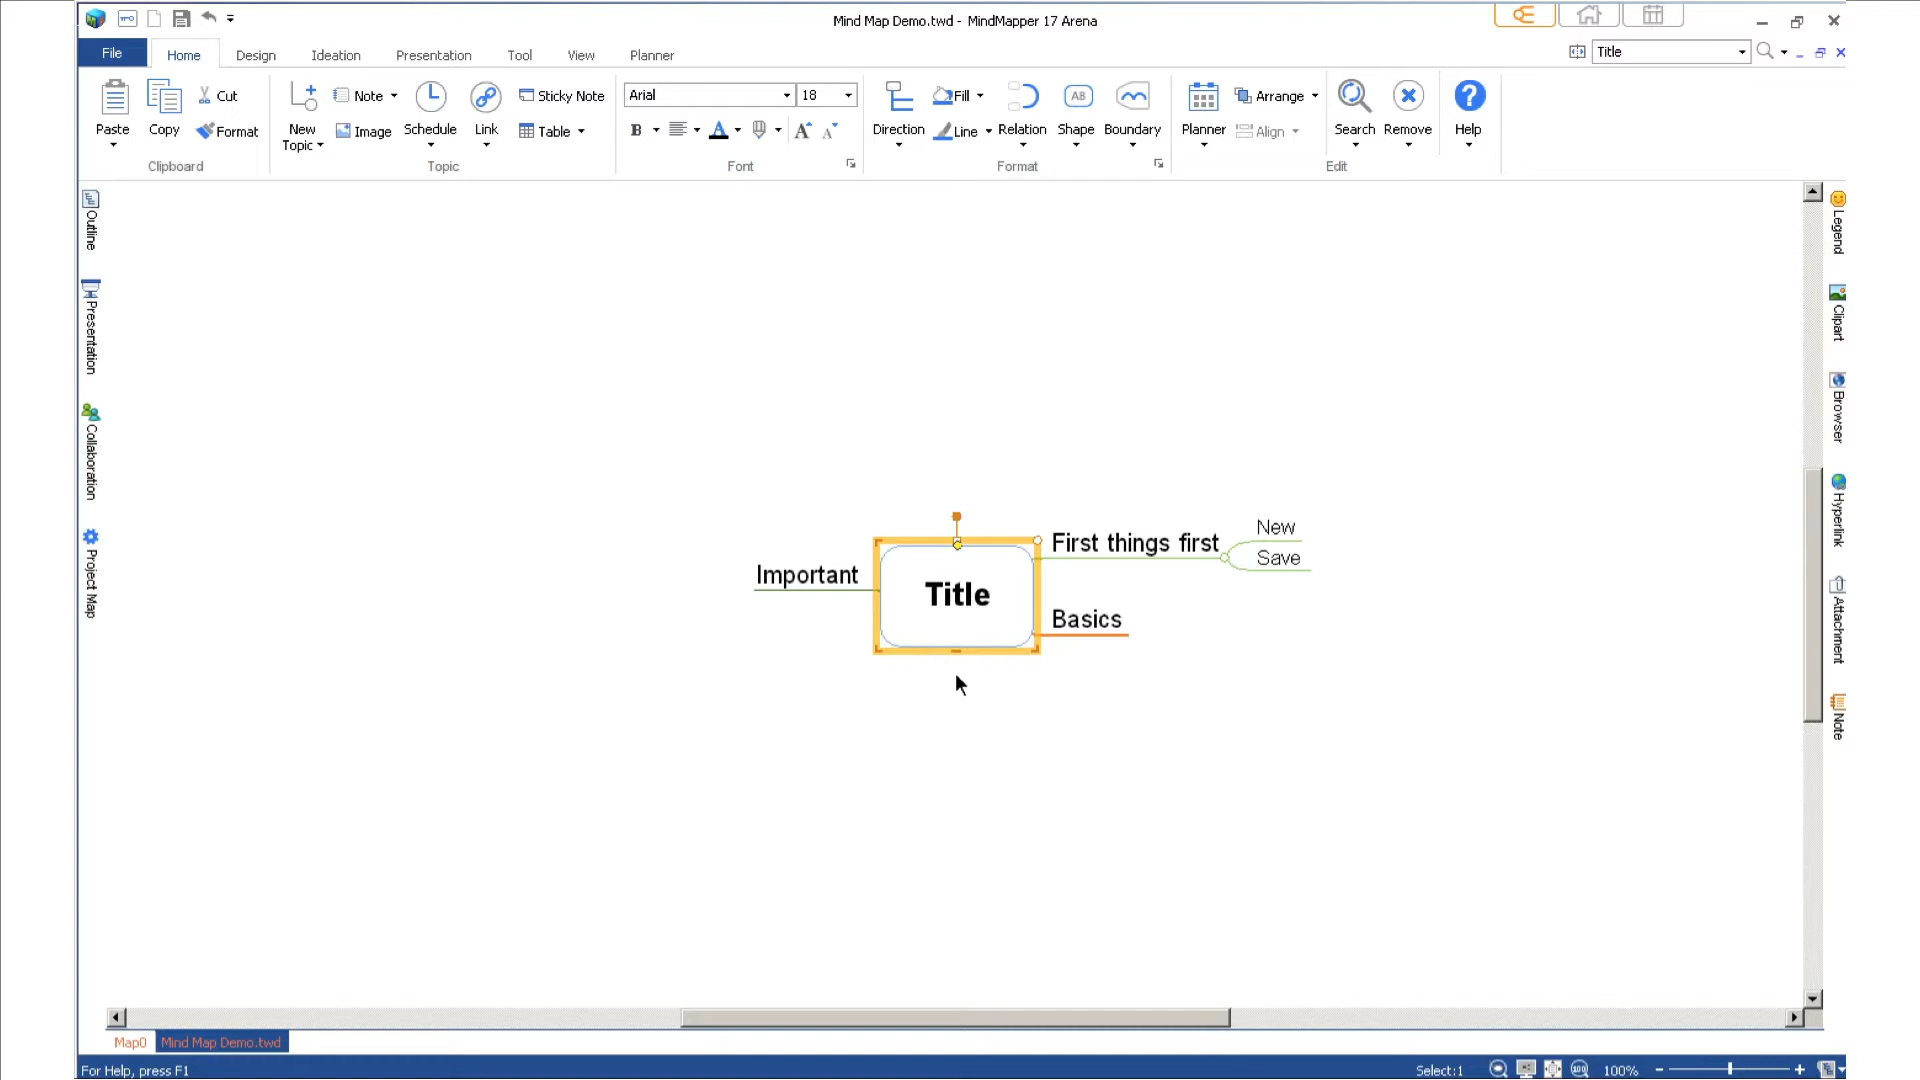 Mind Map Demo.twd - MindMapper 17 Arena
File Home Design Ideation Presentation Tool View Planner Title
Paste Copy Cut Format
Clipboard
New Topic Note Image Schedule Link Sticky Note Table
Topic
Arial 18
B A A A
Font
Direction Fill Line Relation AB Shape Boundary
Format
Planner Arrange Align Search Remove ? Help
Edit
Outline
Presentation
Collaboration
Project Map
Important
Title
First things first
New
Save
Basics
Legend
Clipart
Browser
Hyperlink
Attachment
Note
Map0 Mind Map Demo.twd
For Help, press F1 Select:1 100%